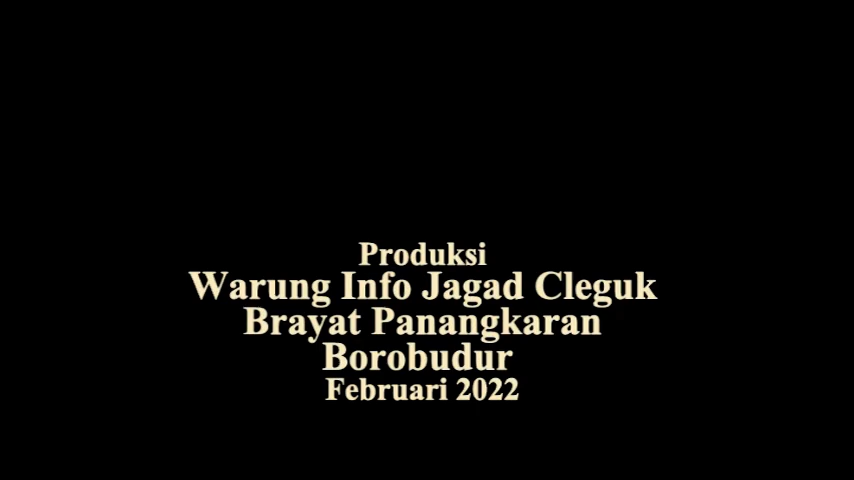 Produksi
Warung Info Jagad Cleguk
Brayat Panangkaran
Borobudur
Februari 2022